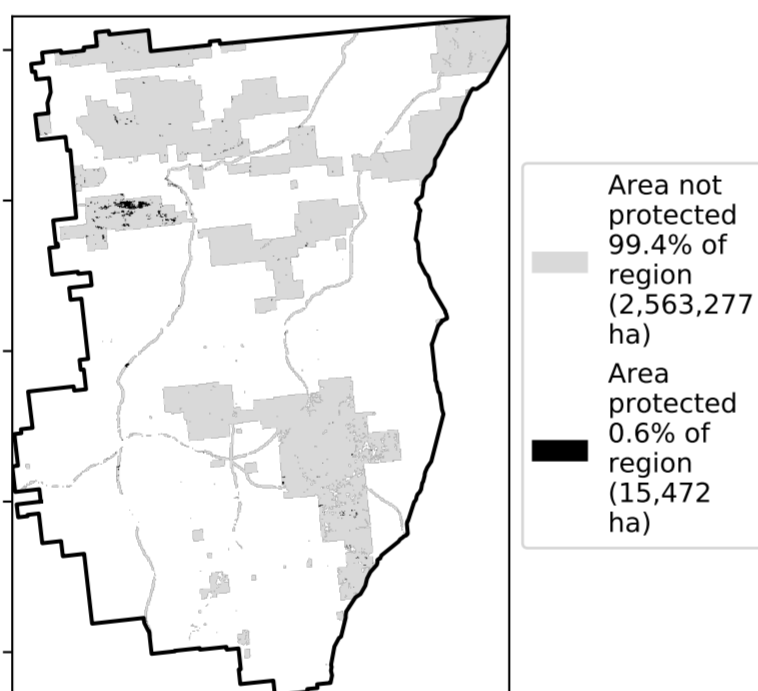 Area not
protected
99.4% of
region
(2,563,277
ha)
Area
protected
0.6% of
region
(15,472
ha)